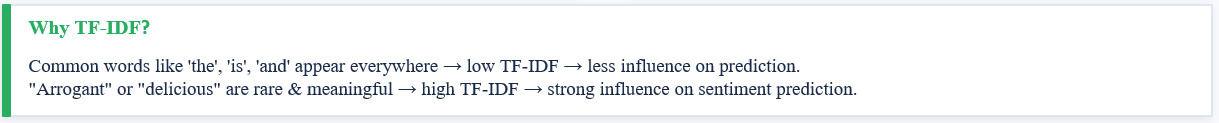 Why TF-IDF?
Common words like 'the', 'is', 'and' appear everywhere → low TF-IDF → less influence on prediction.
"Arrogant" or "delicious" are rare & meaningful → high TF-IDF → strong influence on sentiment prediction.